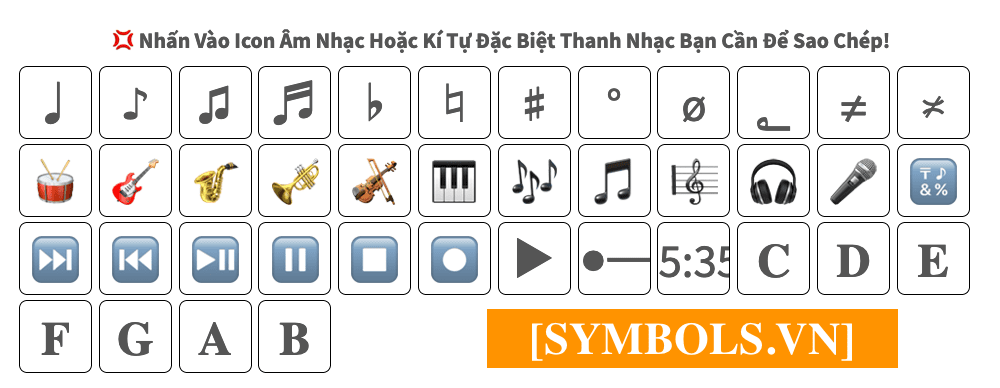 💢 Nhấn Vào Icon Âm Nhạc Hoặc Kí Tự Đặc Biệt Thanh Nhạc Bạn Cần Để Sao Chép!
♩ ♪ ♫ ♬ ♭ ♮ ♯ ° ø ؂ ≠ ≭
🥁 🎸 🎷 🎺 🎻 🎹 🎶 🎵 🎼 🎧 🎤 🔣
⏭ ⏮ ⏯ ⏸ ⏹ ⏺ ▶ ●── 5:35 C D E
F G A B
[SYMBOLS.VN]